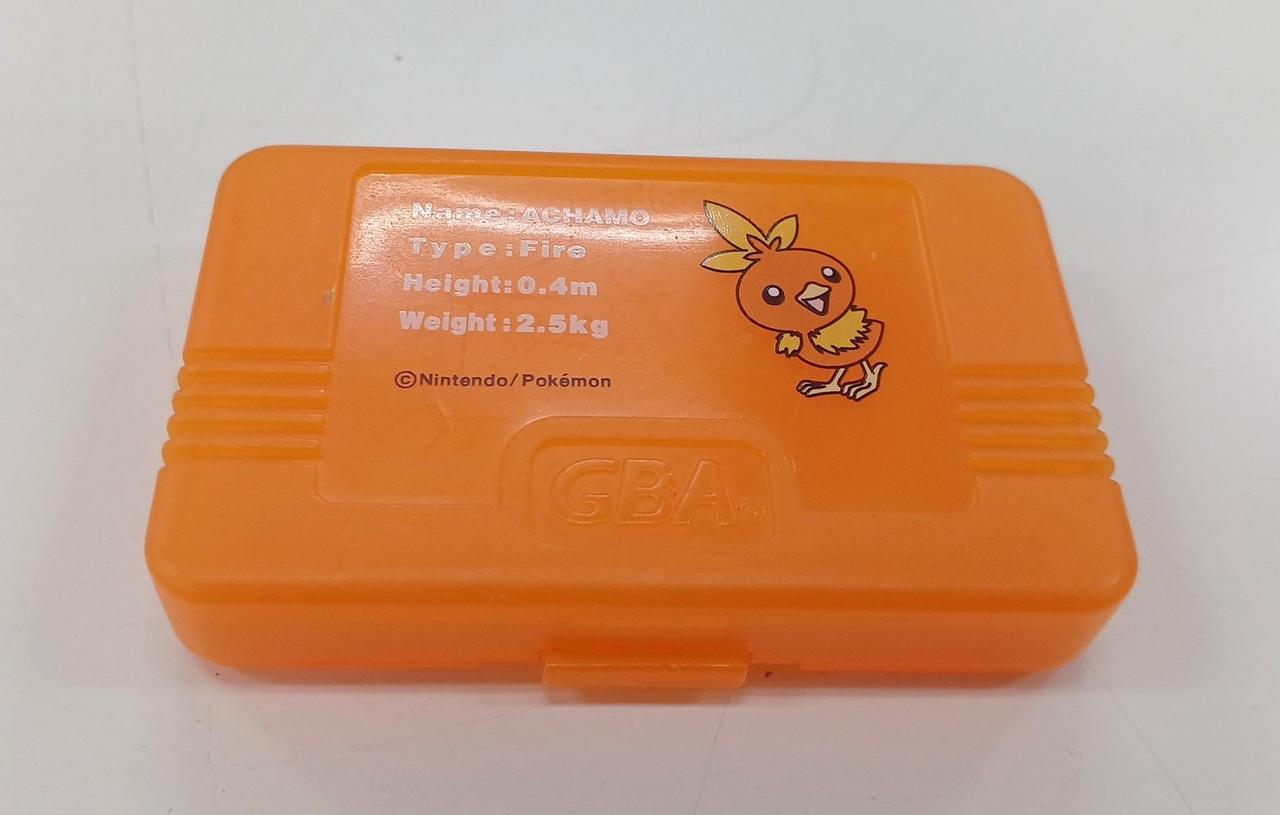 Name:ACHAMO
Type:Fire
Height:0.4m
Weight:2.5kg
©Nintendo/Pokémon
GBA